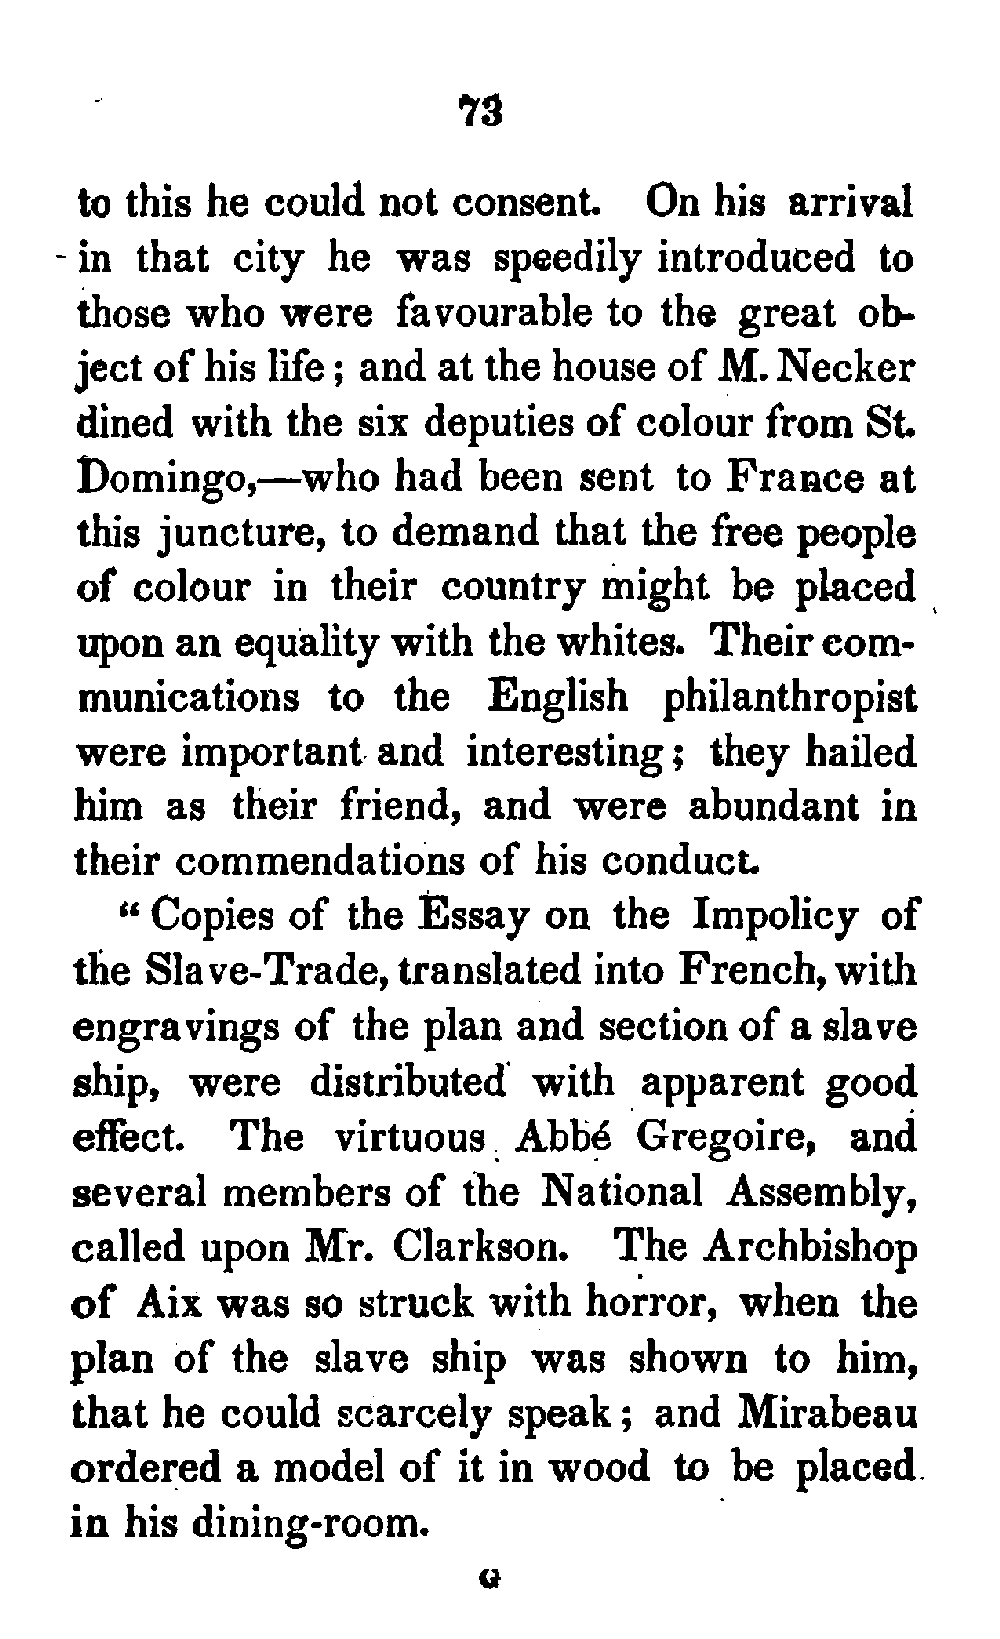 73
to this he could not consent. On his arrival
in that city he was speedily introduced to
those who were favourable to the great ob-
ject of his life; and at the house of M. Necker
dined with the six deputies of colour from St.
Domingo,—who had been sent to France at
this juncture, to demand that the free people
of colour in their country might be placed
upon an equality with the whites. Their com-
munications to the English philanthropist
were important and interesting; they hailed
him as their friend, and were abundant in
their commendations of his conduct.
“ Copies of the Essay on the Impolicy of
the Slave-Trade, translated into French, with
engravings of the plan and section of a slave
ship, were distributed with apparent good
effect. The virtuous Abbé Gregoire, and
several members of the National Assembly,
called upon Mr. Clarkson. The Archbishop
of Aix was so struck with horror, when the
plan of the slave ship was shown to him,
that he could scarcely speak; and Mirabeau
ordered a model of it in wood to be placed
in his dining-room.
G